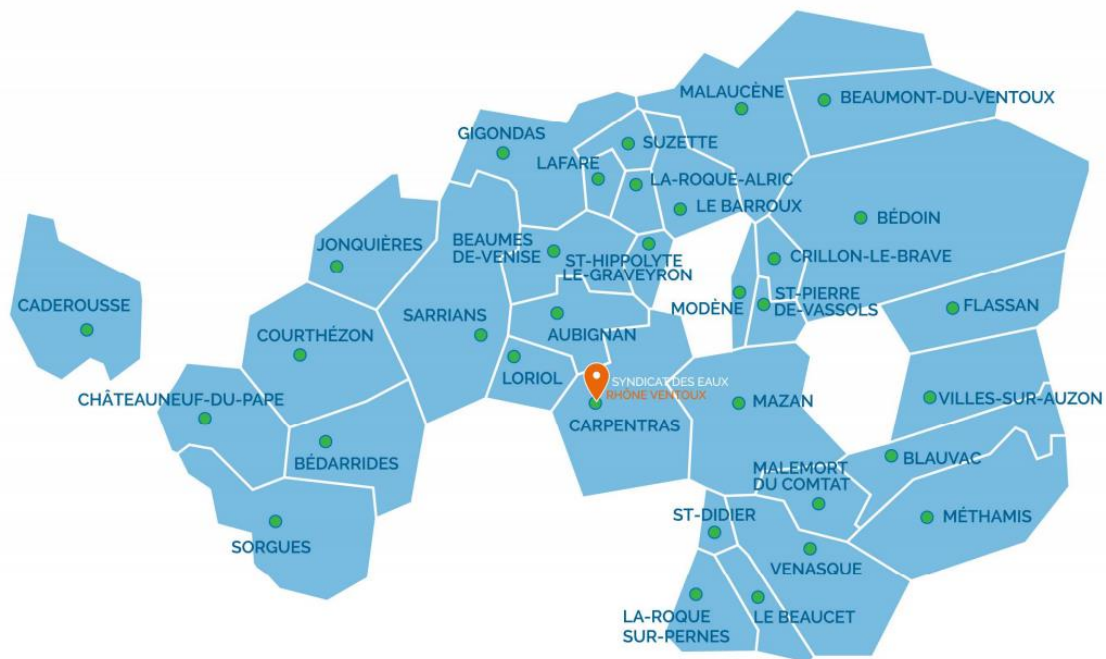 MALAUCÈNE
BEAUMONT-DU-VENTOUX
GIGONDAS
SUZETTE
LAFARE
LA-ROQUE-ALRIC
LE BARROUX
BÉDOIN
JONQUIÈRES
BEAUMES
DE-VENISE
ST-HIPPOLYTE
LE-GRAVEYRON
CRILLON-LE-BRAVE
CADEROUSSE
MODÈNE
ST-PIERRE
DE-VASSOLS
FLASSAN
COURTHÉZON
SARRIANS
AUBIGNAN
LORIOL
SYNDICAT DES EAUX
RHÔNE VENTOUX
CHÂTEAUNEUF-DU-PAPE
CARPENTRAS
MAZAN
VILLES-SUR-AUZON
BÉDARRIDES
BLAUVAC
MALEMORT
DU COMTAT
ST-DIDIER
MÉTHAMIS
SORGUES
VENASQUE
LA-ROQUE
SUR-PERNES
LE BEAUCET